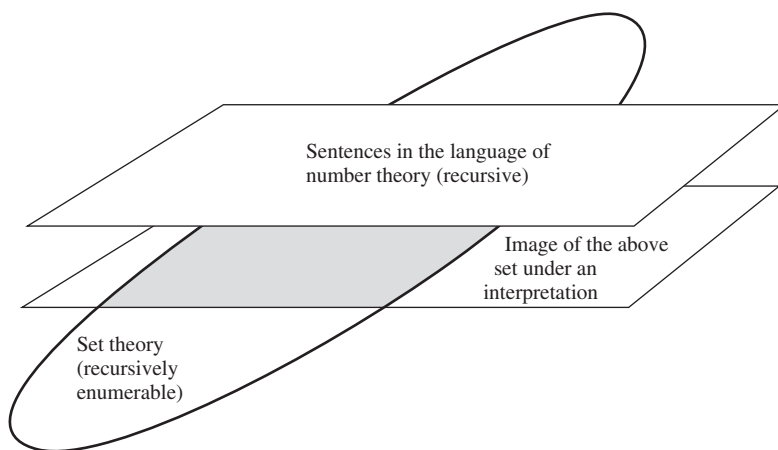 Sentences in the language of
number theory (recursive)
Image of the above
set under an
interpretation
Set theory
(recursively
enumerable)